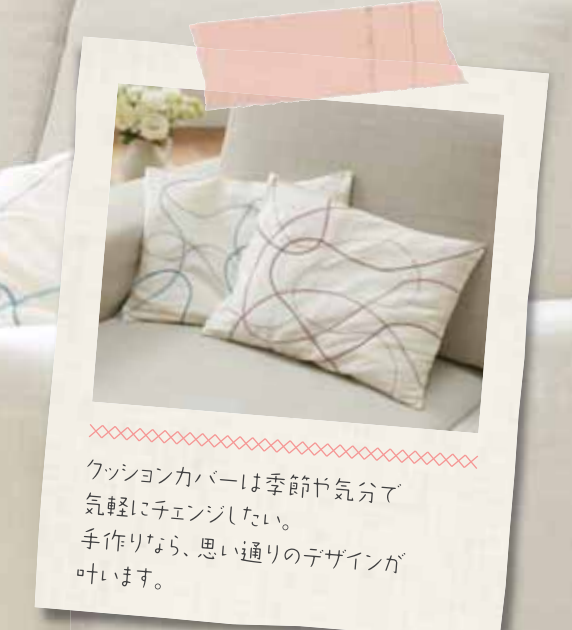 クッションカバーは季節や気分で
気軽にチェンジしたい。
手作りなら、思い通りのデザインが
叶います。